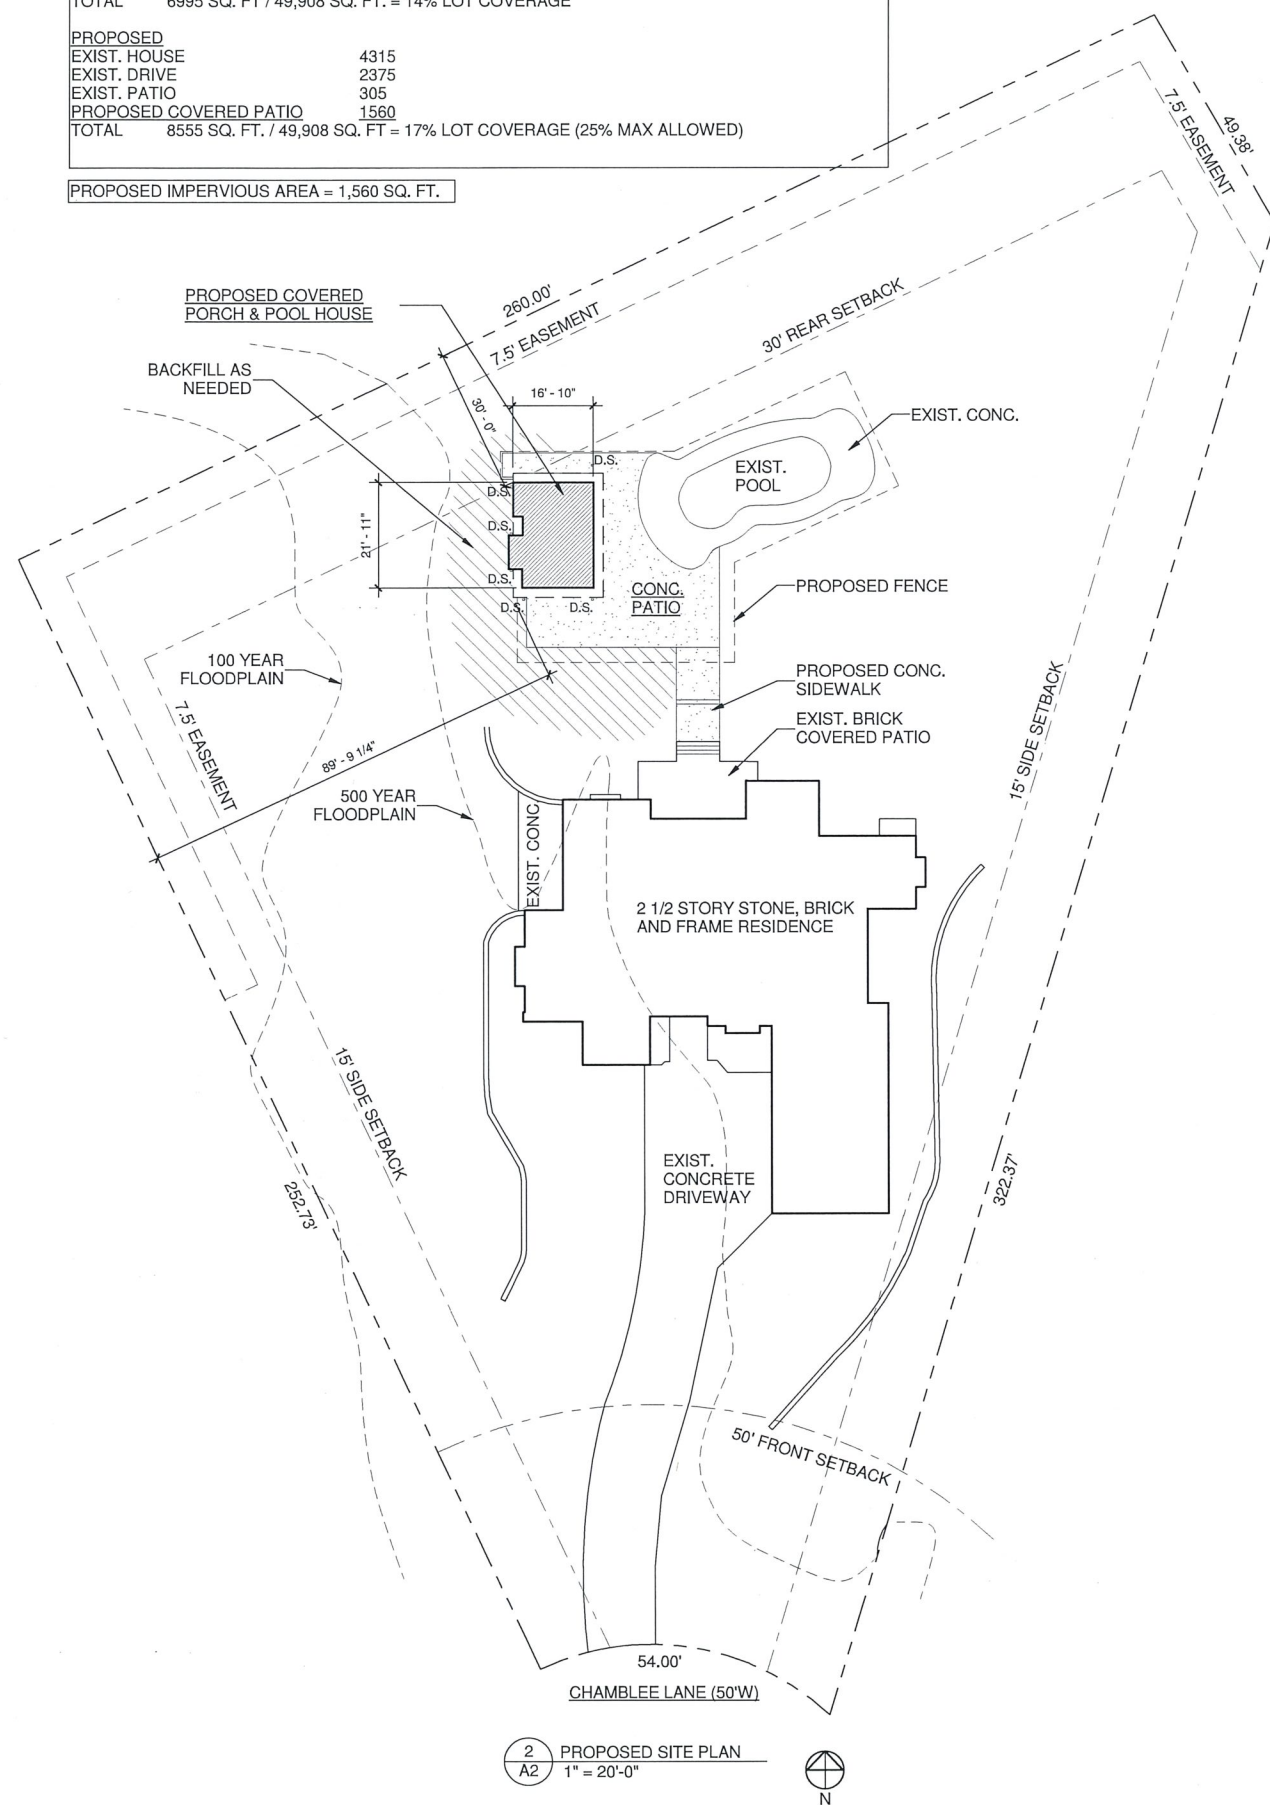 TOTAL 6995 SQ. FT / 49,908 SQ. FT. = 14% LOT COVERAGE
PROPOSED
EXIST. HOUSE 4315
EXIST. DRIVE 2375
EXIST. PATIO 305
PROPOSED COVERED PATIO 1560
TOTAL 8555 SQ. FT. / 49,908 SQ. FT = 17% LOT COVERAGE (25% MAX ALLOWED)
PROPOSED IMPERVIOUS AREA = 1,560 SQ. FT.
7.5' EASEMENT
49.38'
PROPOSED COVERED
PORCH & POOL HOUSE
260.00'
7.5' EASEMENT
30' REAR SETBACK
BACKFILL AS
NEEDED
30' - 0"
16' - 10"
EXIST. CONC.
D.S.
EXIST.
POOL
D.S.
D.S.
21' - 11"
D.S.
D.S.
D.S.
CONC.
PATIO
PROPOSED FENCE
100 YEAR
FLOODPLAIN
PROPOSED CONC.
SIDEWALK
EXIST. BRICK
COVERED PATIO
7.5' EASEMENT
89' - 9 1/4"
15' SIDE SETBACK
500 YEAR
FLOODPLAIN
EXIST. CONC.
2 1/2 STORY STONE, BRICK
AND FRAME RESIDENCE
15' SIDE SETBACK
EXIST.
CONCRETE
DRIVEWAY
252.73'
322.37'
50' FRONT SETBACK
54.00'
CHAMBLEE LANE (50'W)
2
A2
PROPOSED SITE PLAN
1" = 20'-0"
N